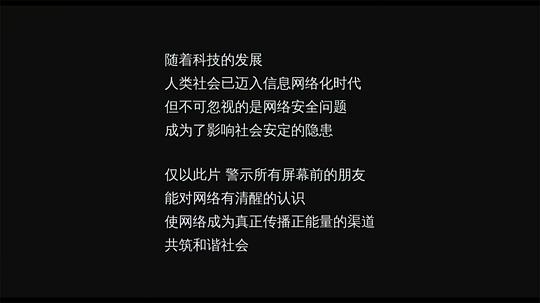 随着科技的发展
人类社会已迈入信息网络化时代
但不可忽视的是网络安全问题
成为了影响社会安定的隐患
仅以此片 警示所有屏幕前的朋友
能对网络有清醒的认识
使网络成为真正传播正能量的渠道
共筑和谐社会